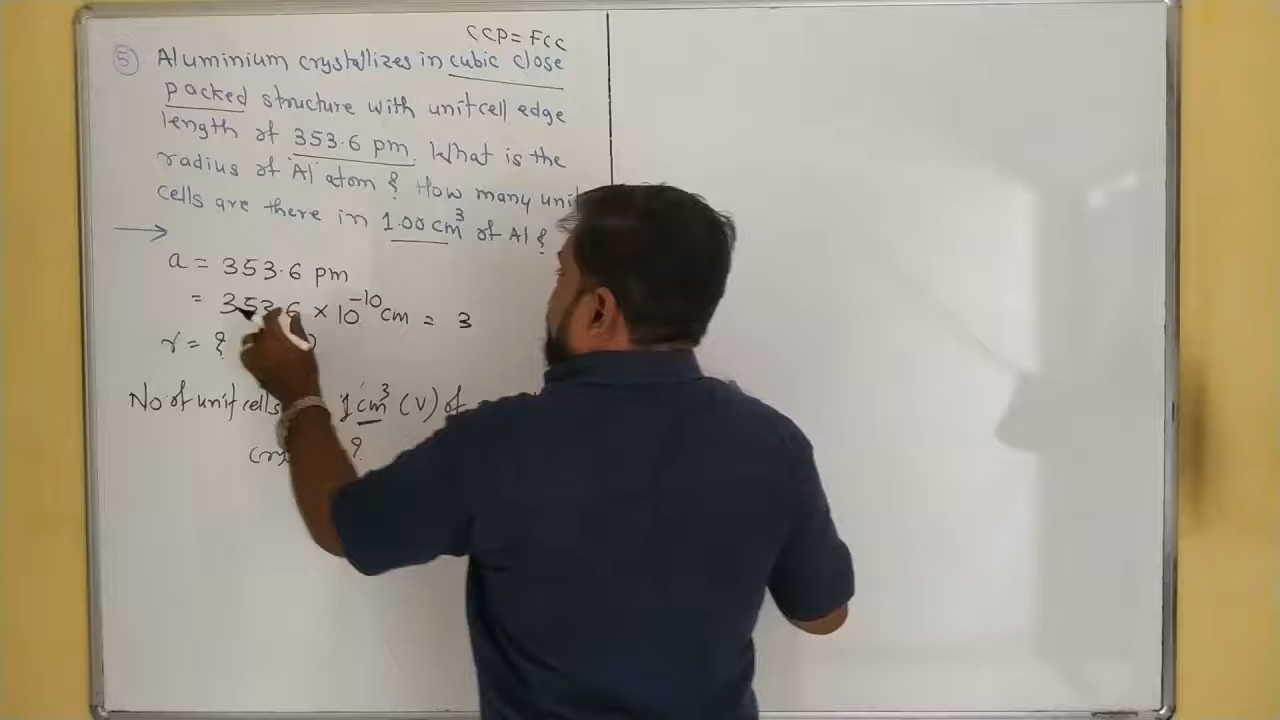 CCP = FCC
⑤ Aluminium crystallizes in cubic close
packed structure with unit cell edge
length of 353.6 pm. What is the
radius of Al atom ? How many unit
cells are there in 1.00 cm³ of Al ?
→
a = 353.6 pm
= 353.6 × 10⁻¹⁰ cm = 3
r = ?
No of unit cells 1 cm³ (V) of
?